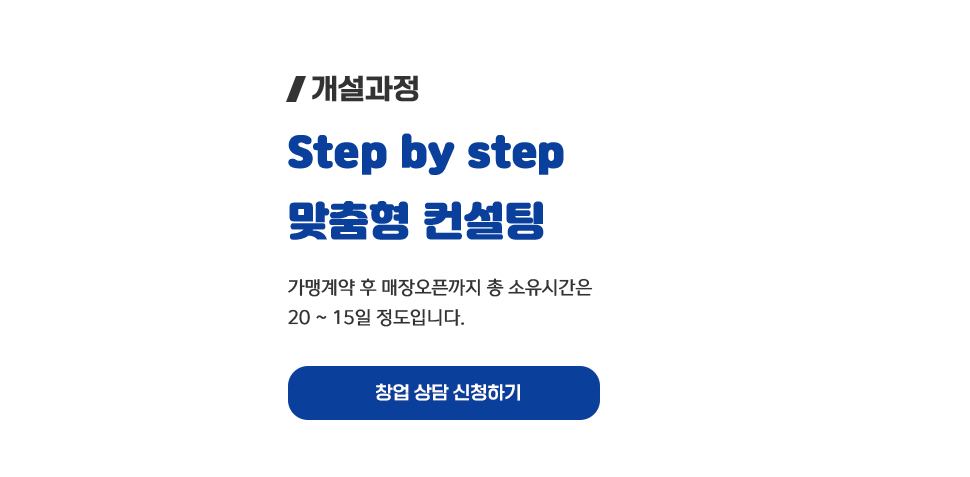 개설과정
Step by step
맞춤형 컨설팅
가맹계약 후 매장오픈까지 총 소유시간은
20 ~ 15일 정도입니다.
창업 상담 신청하기